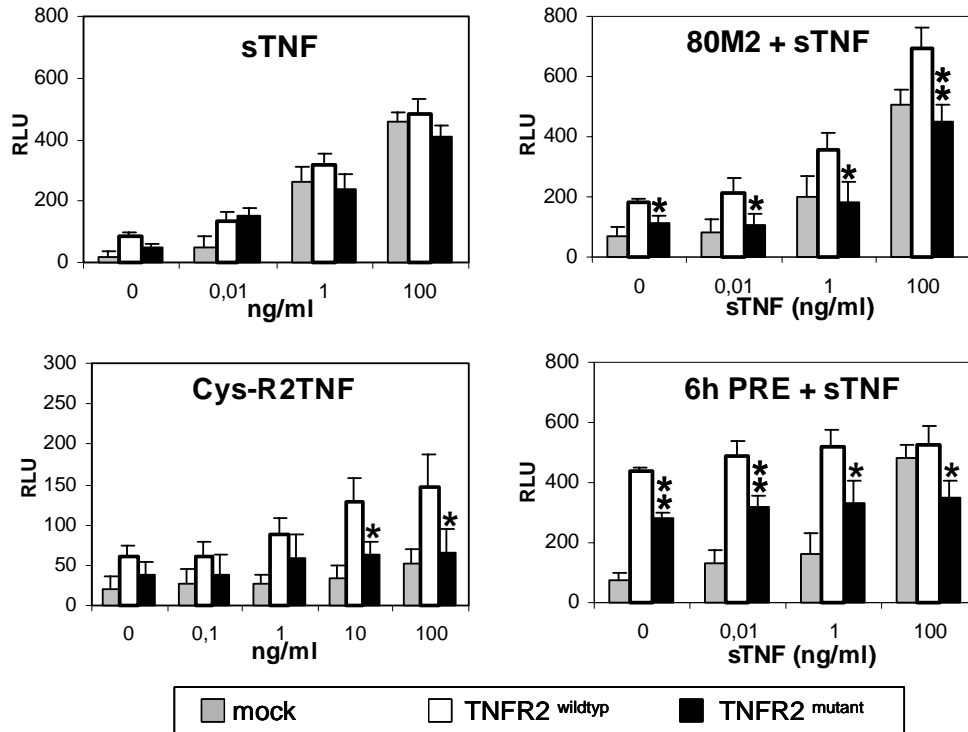 sTNF
RLU
800
600
400
200
0
0 0,01 1 100
ng/ml
80M2 + sTNF
RLU
800
600
400
200
0
* * * **
0 0,01 1 100
sTNF (ng/ml)
Cys-R2TNF
RLU
300
250
200
150
100
50
0
* *
0 0,1 1 10 100
ng/ml
6h PRE + sTNF
RLU
800
600
400
200
0
** ** * *
0 0,01 1 100
sTNF (ng/ml)
mock TNFR2 wildtyp TNFR2 mutant